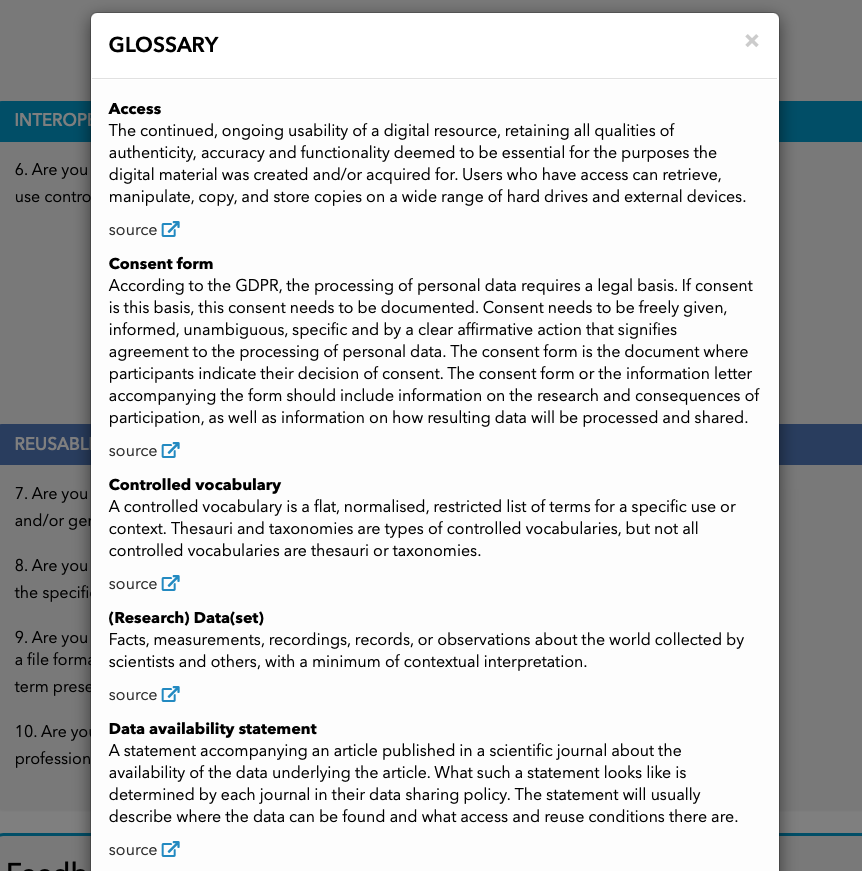 GLOSSARY
×
Access
The continued, ongoing usability of a digital resource, retaining all qualities of
authenticity, accuracy and functionality deemed to be essential for the purposes the
digital material was created and/or acquired for. Users who have access can retrieve,
manipulate, copy, and store copies on a wide range of hard drives and external devices.
source
Consent form
According to the GDPR, the processing of personal data requires a legal basis. If consent
is this basis, this consent needs to be documented. Consent needs to be freely given,
informed, unambiguous, specific and by a clear affirmative action that signifies
agreement to the processing of personal data. The consent form is the document where
participants indicate their decision of consent. The consent form or the information letter
accompanying the form should include information on the research and consequences of
participation, as well as information on how resulting data will be processed and shared.
source
Controlled vocabulary
A controlled vocabulary is a flat, normalised, restricted list of terms for a specific use or
context. Thesauri and taxonomies are types of controlled vocabularies, but not all
controlled vocabularies are thesauri or taxonomies.
source
(Research) Data(set)
Facts, measurements, recordings, records, or observations about the world collected by
scientists and others, with a minimum of contextual interpretation.
source
Data availability statement
A statement accompanying an article published in a scientific journal about the
availability of the data underlying the article. What such a statement looks like is
determined by each journal in their data sharing policy. The statement will usually
describe where the data can be found and what access and reuse conditions there are.
source
6. Are you
use
7. Are you
and/or
8. Are you
the
9. Are you
a file
term
10. Are